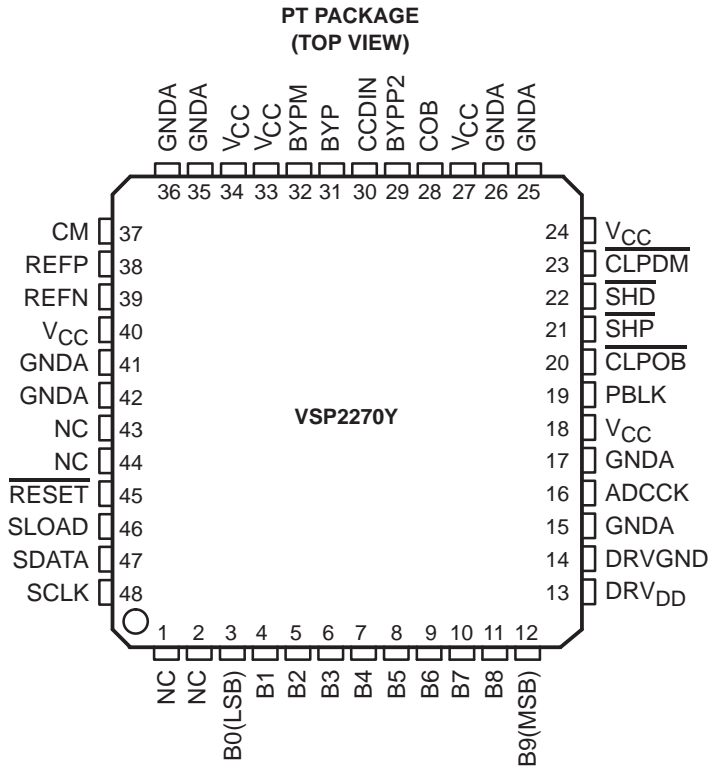 PT PACKAGE
(TOP VIEW)
GNDA
GNDA
VCC
VCC
BYPM
BYP
CCDIN
BYPP2
COB
VCC
GNDA
GNDA
36 35 34 33 32 31 30 29 28 27 26 25
CM 37
REFP 38
REFN 39
VCC 40
GNDA 41
GNDA 42
NC 43
NC 44
RESET 45
SLOAD 46
SDATA 47
SCLK 48
VSP2270Y
24 VCC
23 CLPDM
22 SHD
21 SHP
20 CLPOB
19 PBLK
18 VCC
17 GNDA
16 ADCCK
15 GNDA
14 DRVGND
13 DRVDD
1 2 3 4 5 6 7 8 9 10 11 12
NC
NC
B0(LSB)
B1
B2
B3
B4
B5
B6
B7
B8
B9(MSB)